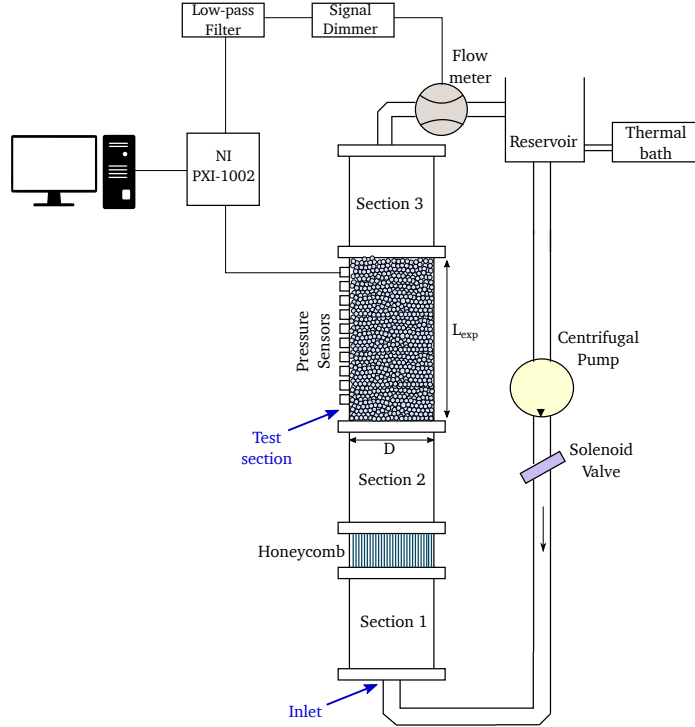 Low-pass
Filter
Signal
Dimmer
Flow
meter
Reservoir
Thermal
bath
NI
PXI-1002
Section 3
Pressure
Sensors
L_exp
Centrifugal
Pump
Test
section
D
Section 2
Solenoid
Valve
Honeycomb
Section 1
Inlet